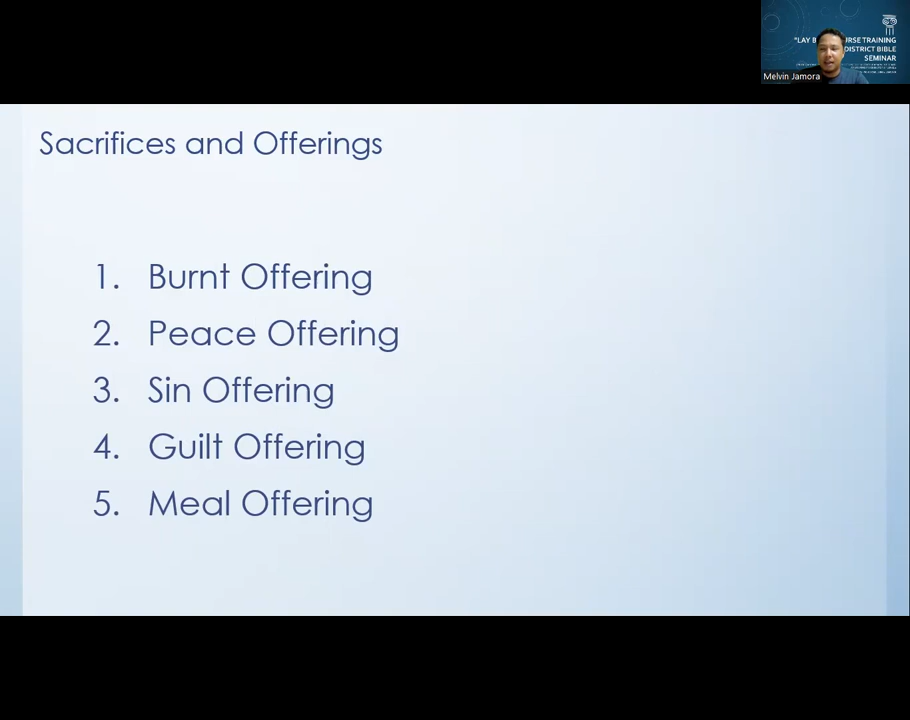 "LAY B URSE TRAINING
DISTRICT BIBLE
SEMINAR
Melvin Jamora
Sacrifices and Offerings
1. Burnt Offering
2. Peace Offering
3. Sin Offering
4. Guilt Offering
5. Meal Offering